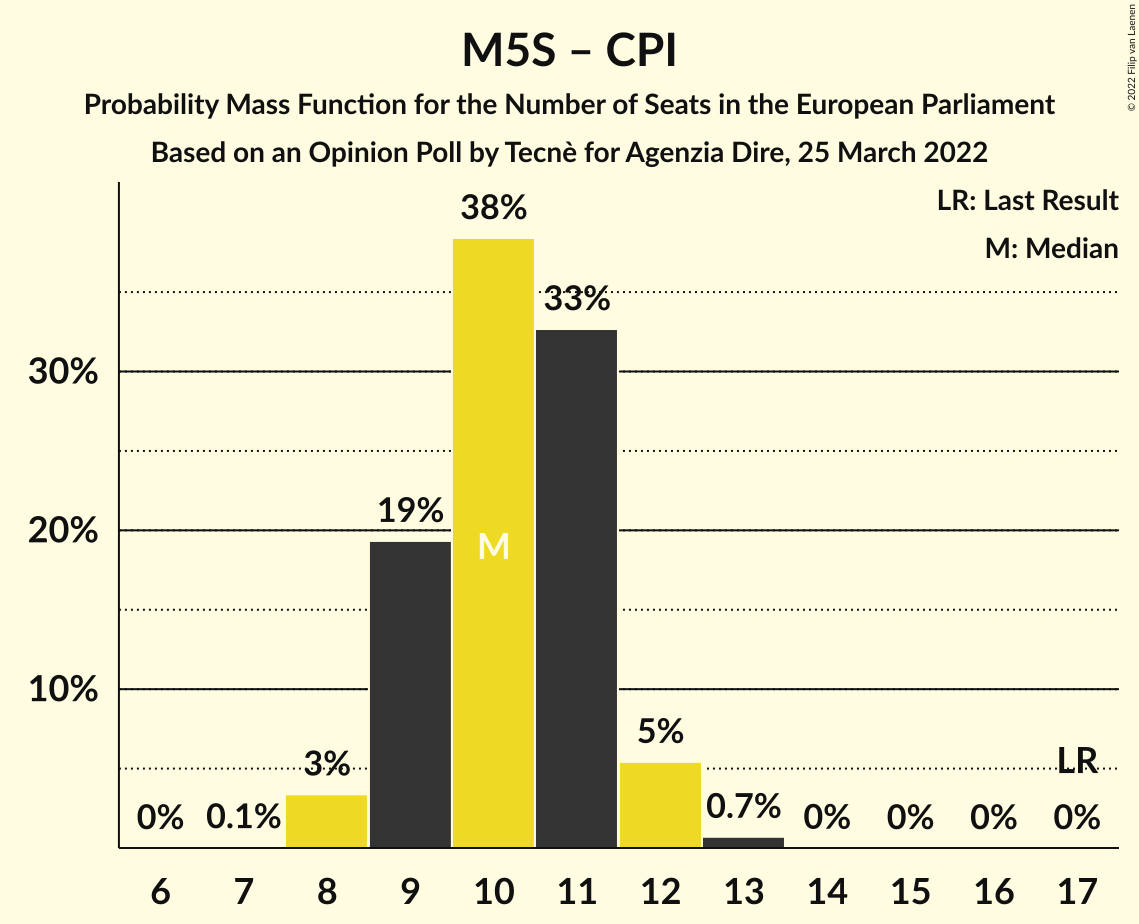 M5S – CPI
Probability Mass Function for the Number of Seats in the European Parliament
Based on an Opinion Poll by Tecnè for Agenzia Dire, 25 March 2022
© 2022 Filip van Laenen
LR: Last Result
M: Median
38%
33%
30%
19%
20%
M
10%
5%
3%
LR
0% 0.1% 0.7% 0% 0% 0% 0%
6 7 8 9 10 11 12 13 14 15 16 17